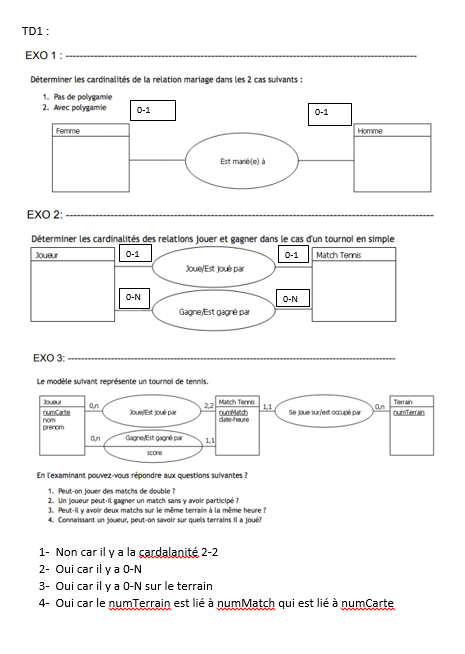 TD1 :
EXO 1 : ------------------------------------------------------------
Déterminer les cardinalités de la relation mariage dans les 2 cas suivants :
1. Pas de polygamie
2. Avec polygamie
0-1
0-1
Femme
Homme
Est marié(e) à
EXO 2: ------------------------------------------------------------
Déterminer les cardinalités des relations jouer et gagner dans le cas d'un tournoi en simple
Joueur
0-1
0-1
Match Tennis
Joue/Est joué par
0-N
0-N
Gagne/Est gagné par
EXO 3: ------------------------------------------------------------
Le modèle suivant représente un tournoi de tennis.
Joueur
numCarte
nom
prenom
0,n
Joue/Est joué par
2,2
0,n
Gagne/Est gagné par
score
1,1
Match Tennis
numMatch
date-heure
1,1
Se joue sur/est occupé par
0,n
Terrain
numTerrain
En l'examinant pouvez-vous répondre aux questions suivantes ?
1. Peut-on jouer des matchs de double ?
2. Un joueur peut-il gagner un match sans y avoir participé ?
3. Peut-il y avoir deux matchs sur le même terrain à la même heure ?
4. Connaissant un joueur, peut-on savoir sur quels terrains il a joué?
1- Non car il y a la cardalanité 2-2
2- Oui car il y a 0-N
3- Oui car il y a 0-N sur le terrain
4- Oui car le numTerrain est lié à numMatch qui est lié à numCarte